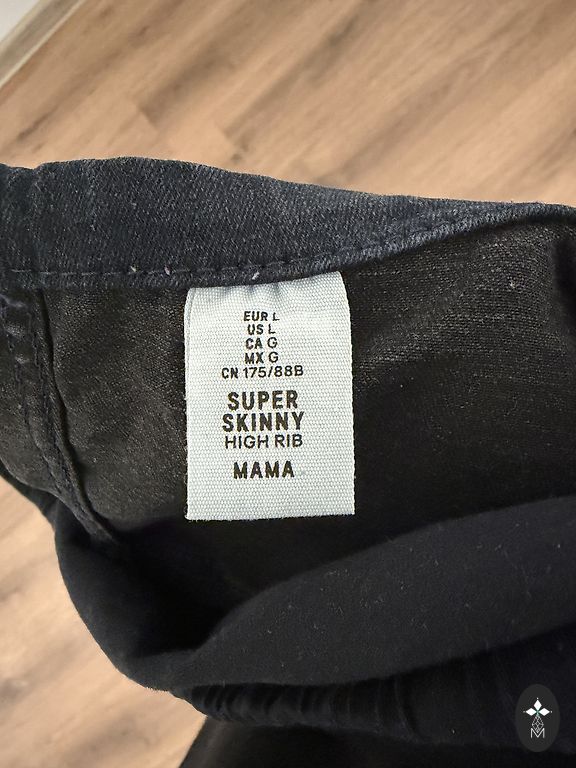 EUR L
US L
CA G
MX G
CN 175/88B
SUPER
SKINNY
HIGH RIB
MAMA